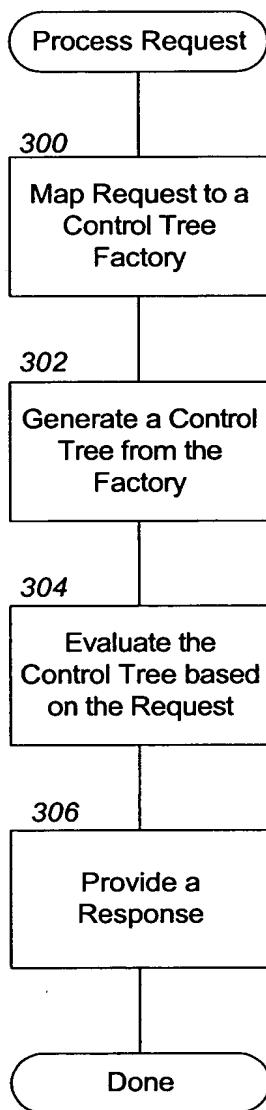 Process Request
300
Map Request to a
Control Tree
Factory
302
Generate a Control
Tree from the
Factory
304
Evaluate the
Control Tree based
on the Request
306
Provide a
Response
Done